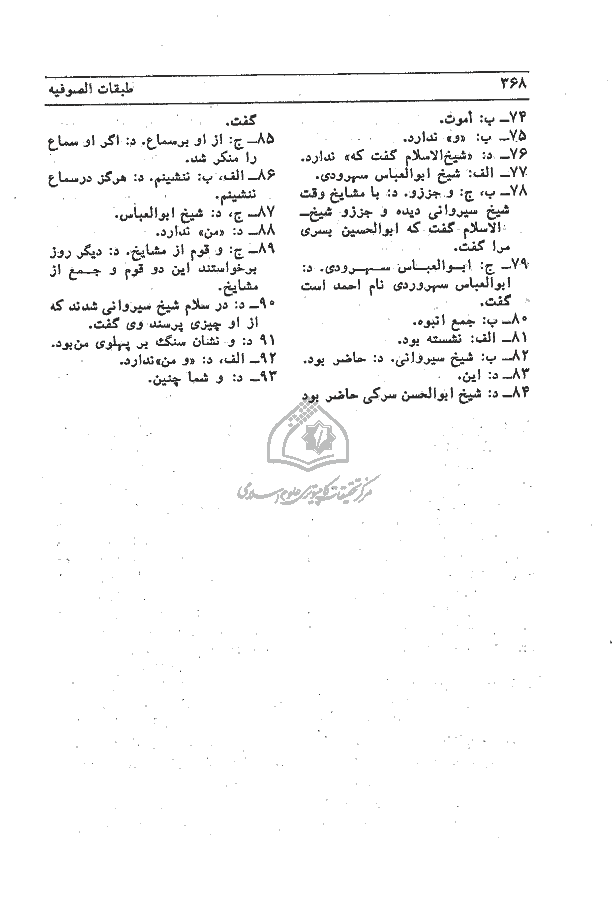 ۳۶۸
طبقات الصوفیه
۷۴ـ ب: أموت.
۷۵ـ ب: «و» ندارد.
۷۶ـ د: «شیخ‌الاسلام گفت که» ندارد.
۷۷ـ الف: شیخ ابوالعباس سهرودی.
۷۸ـ ب، ج: و جززو. د: با مشایخ وقت
شیخ سیروانی دیده و جززو شیخ‌ـ
الاسلام گفت که ابوالحسین پسری
مرا گفت.
۷۹ـ ج: ابوالعباس سهرودی. د:
ابوالعباس سهروردی نام احمد است
گفت.
۸۰ـ ب: جمع انبوه.
۸۱ـ الف: نشسته بود.
۸۲ـ ب: شیخ سیروانی. د: حاضر بود.
۸۳ـ د: این.
۸۴ـ د: شیخ ابوالحسن سرکی حاضر بود
گفت.
۸۵ـ ج: از او برسماع. د: اگر او سماع
را منکر شد.
۸۶ـ الف، ب: ننشینم. د: هرگز درسماع
ننشینم.
۸۷ـ ج، د: شیخ ابوالعباس.
۸۸ـ د: «من» ندارد.
۸۹ـ ج: و قوم از مشایخ. د: دیگر روز
برخواستند این دو قوم و جمع از
مشایخ.
۹۰ـ د: در سلام شیخ سیروانی شدند که
از او چیزی پرسند وی گفت.
۹۱ د: و نشان سنگ بر پهلوی من‌بود.
۹۲ـ الف، د: «و من»ندارد.
۹۳ـ د: و شما چنین.
مرکز تحقیقات کامپیوتری علوم اسلامی